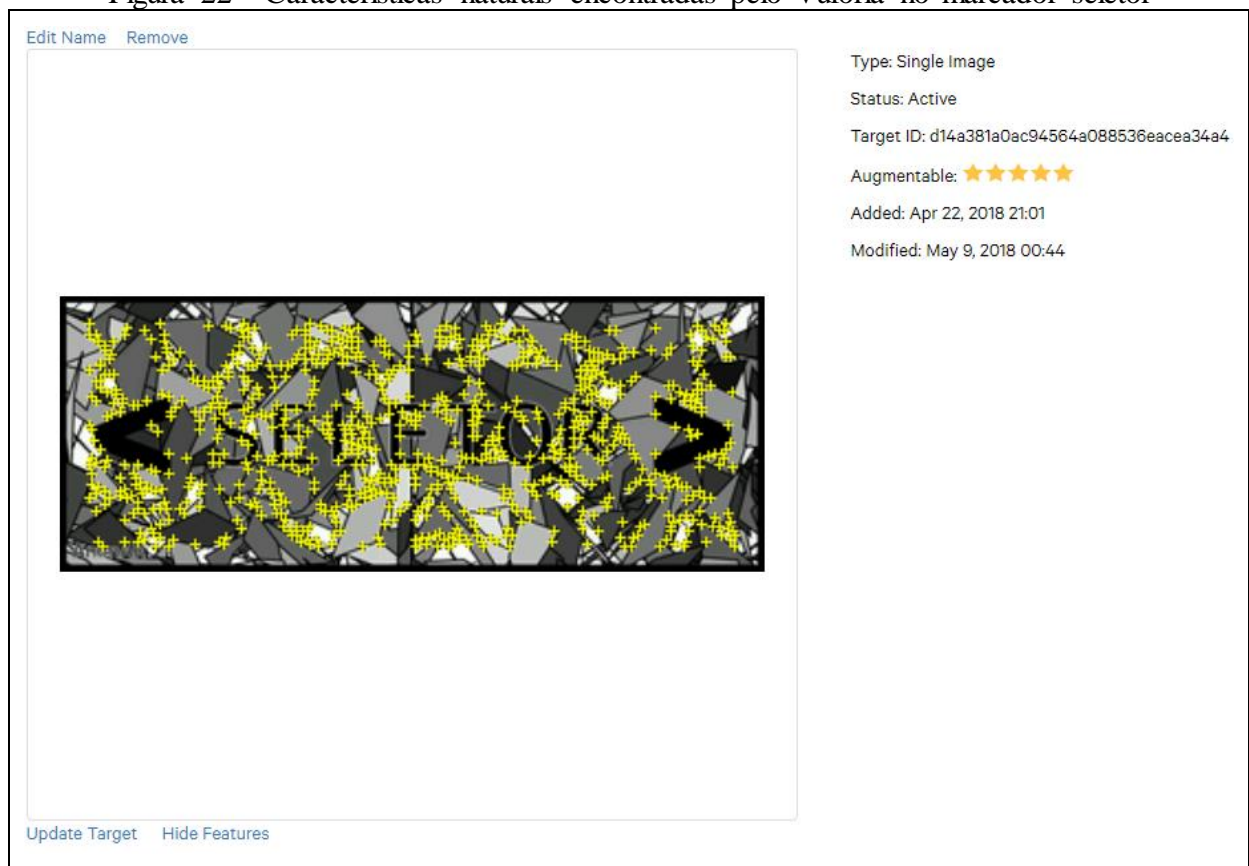 Figura 22 Características naturais encontradas pelo Vuforia no marcador seletor
Edit Name Remove
Type: Single Image
Status: Active
Target ID: d14a381a0ac94564a088536eacea34a4
Augmentable: ★★★★★
Added: Apr 22, 2018 21:01
Modified: May 9, 2018 00:44
< SELETOR >
Update Target Hide Features